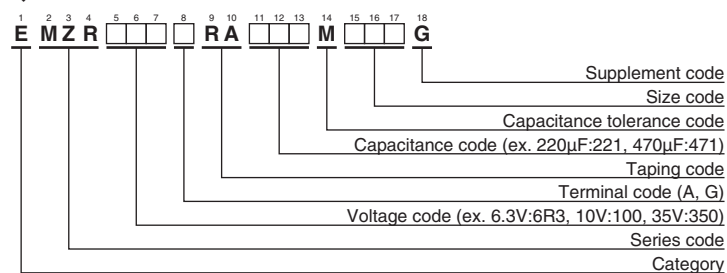 1 2 3 4 5 6 7 8 9 10 11 12 13 14 15 16 17 18
E M Z R □□□ □ R A □□□ M □□□ G
Supplement code
Size code
Capacitance tolerance code
Capacitance code (ex. 220µF:221, 470µF:471)
Taping code
Terminal code (A, G)
Voltage code (ex. 6.3V:6R3, 10V:100, 35V:350)
Series code
Category